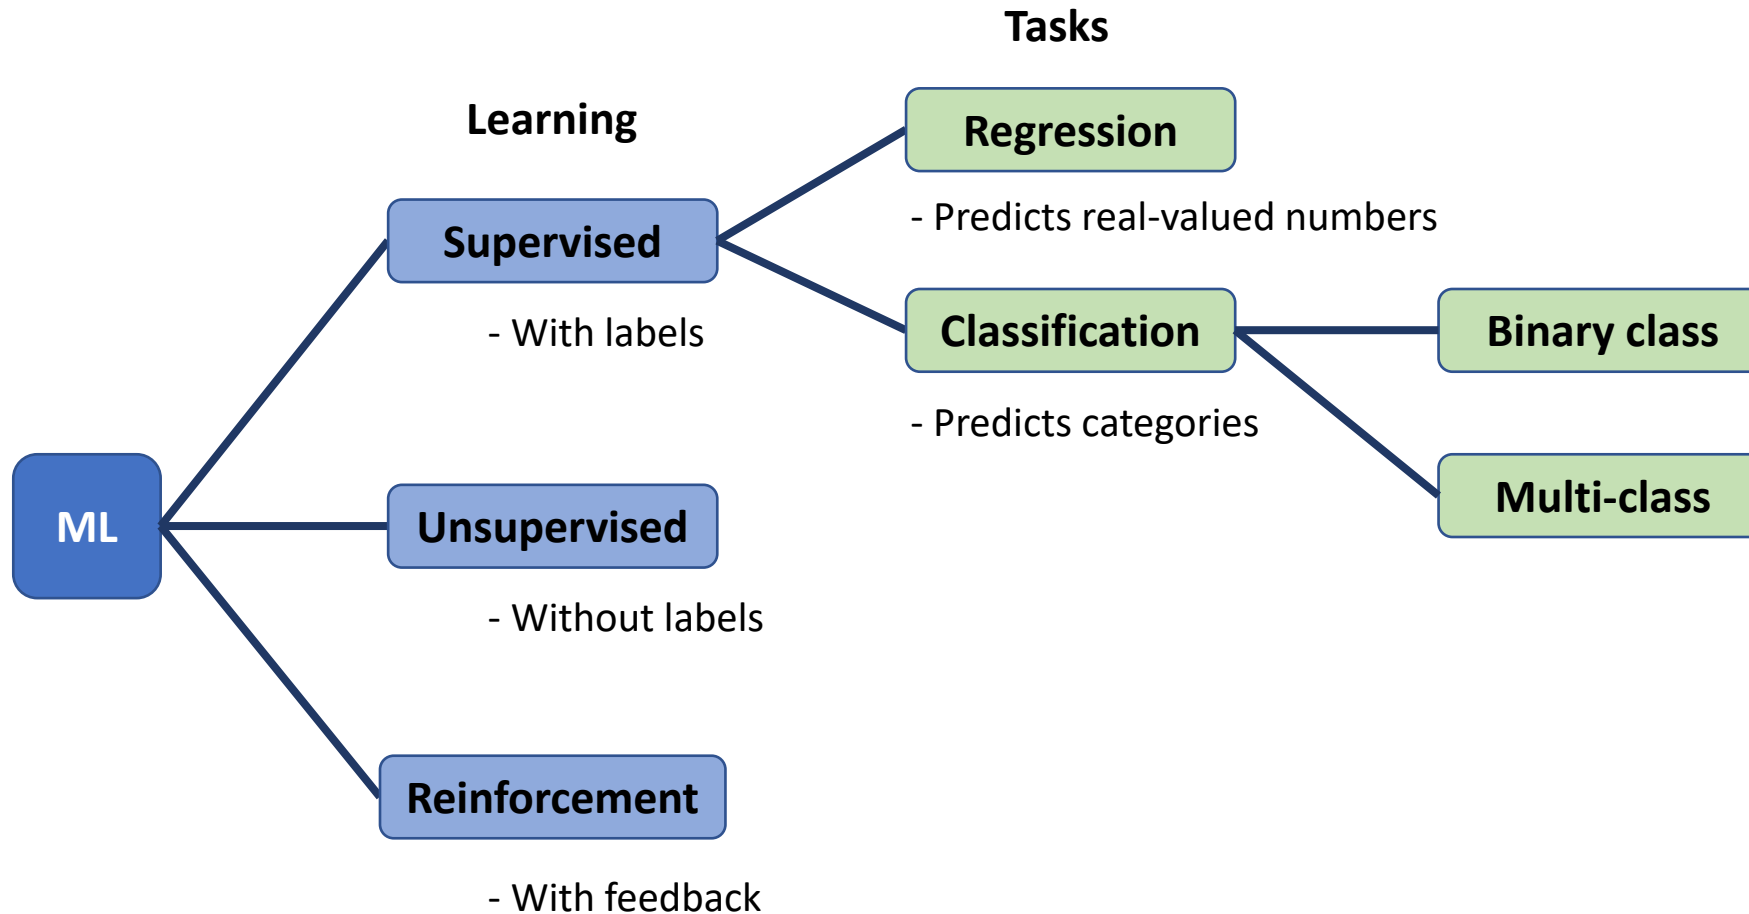 Tasks
Learning
Regression
- Predicts real-valued numbers
Supervised
- With labels
Classification
- Predicts categories
Binary class
Multi-class
ML
Unsupervised
- Without labels
Reinforcement
- With feedback